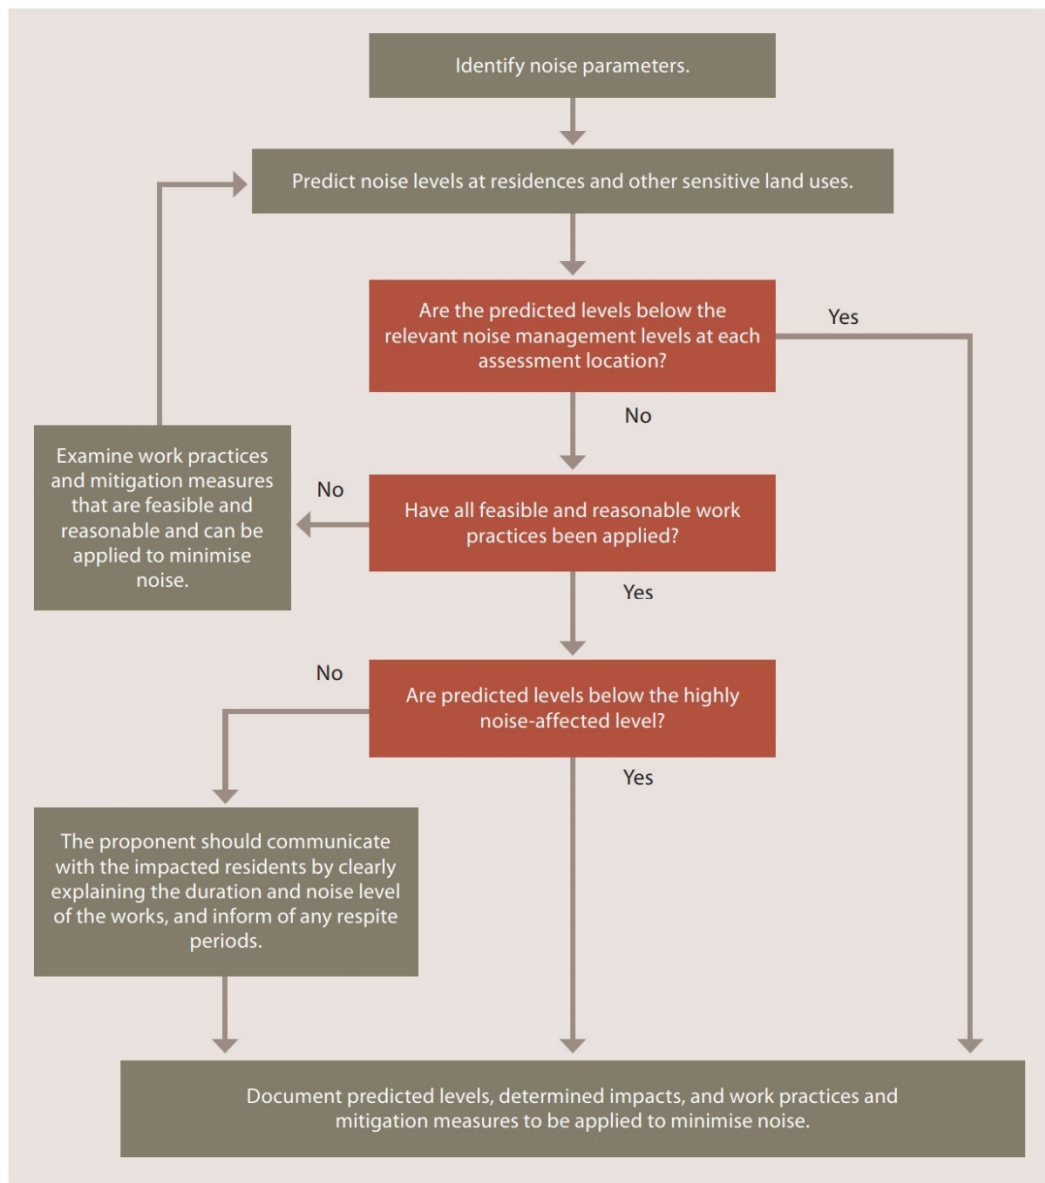 Identify noise parameters.
Predict noise levels at residences and other sensitive land uses.
Are the predicted levels below the
relevant noise management levels at each
assessment location?
Yes
No
Examine work practices
and mitigation measures
that are feasible and
reasonable and can be
applied to minimise
noise.
No
Have all feasible and reasonable work
practices been applied?
Yes
No
Are predicted levels below the highly
noise-affected level?
Yes
The proponent should communicate
with the impacted residents by clearly
explaining the duration and noise level
of the works, and inform of any respite
periods.
Document predicted levels, determined impacts, and work practices and
mitigation measures to be applied to minimise noise.